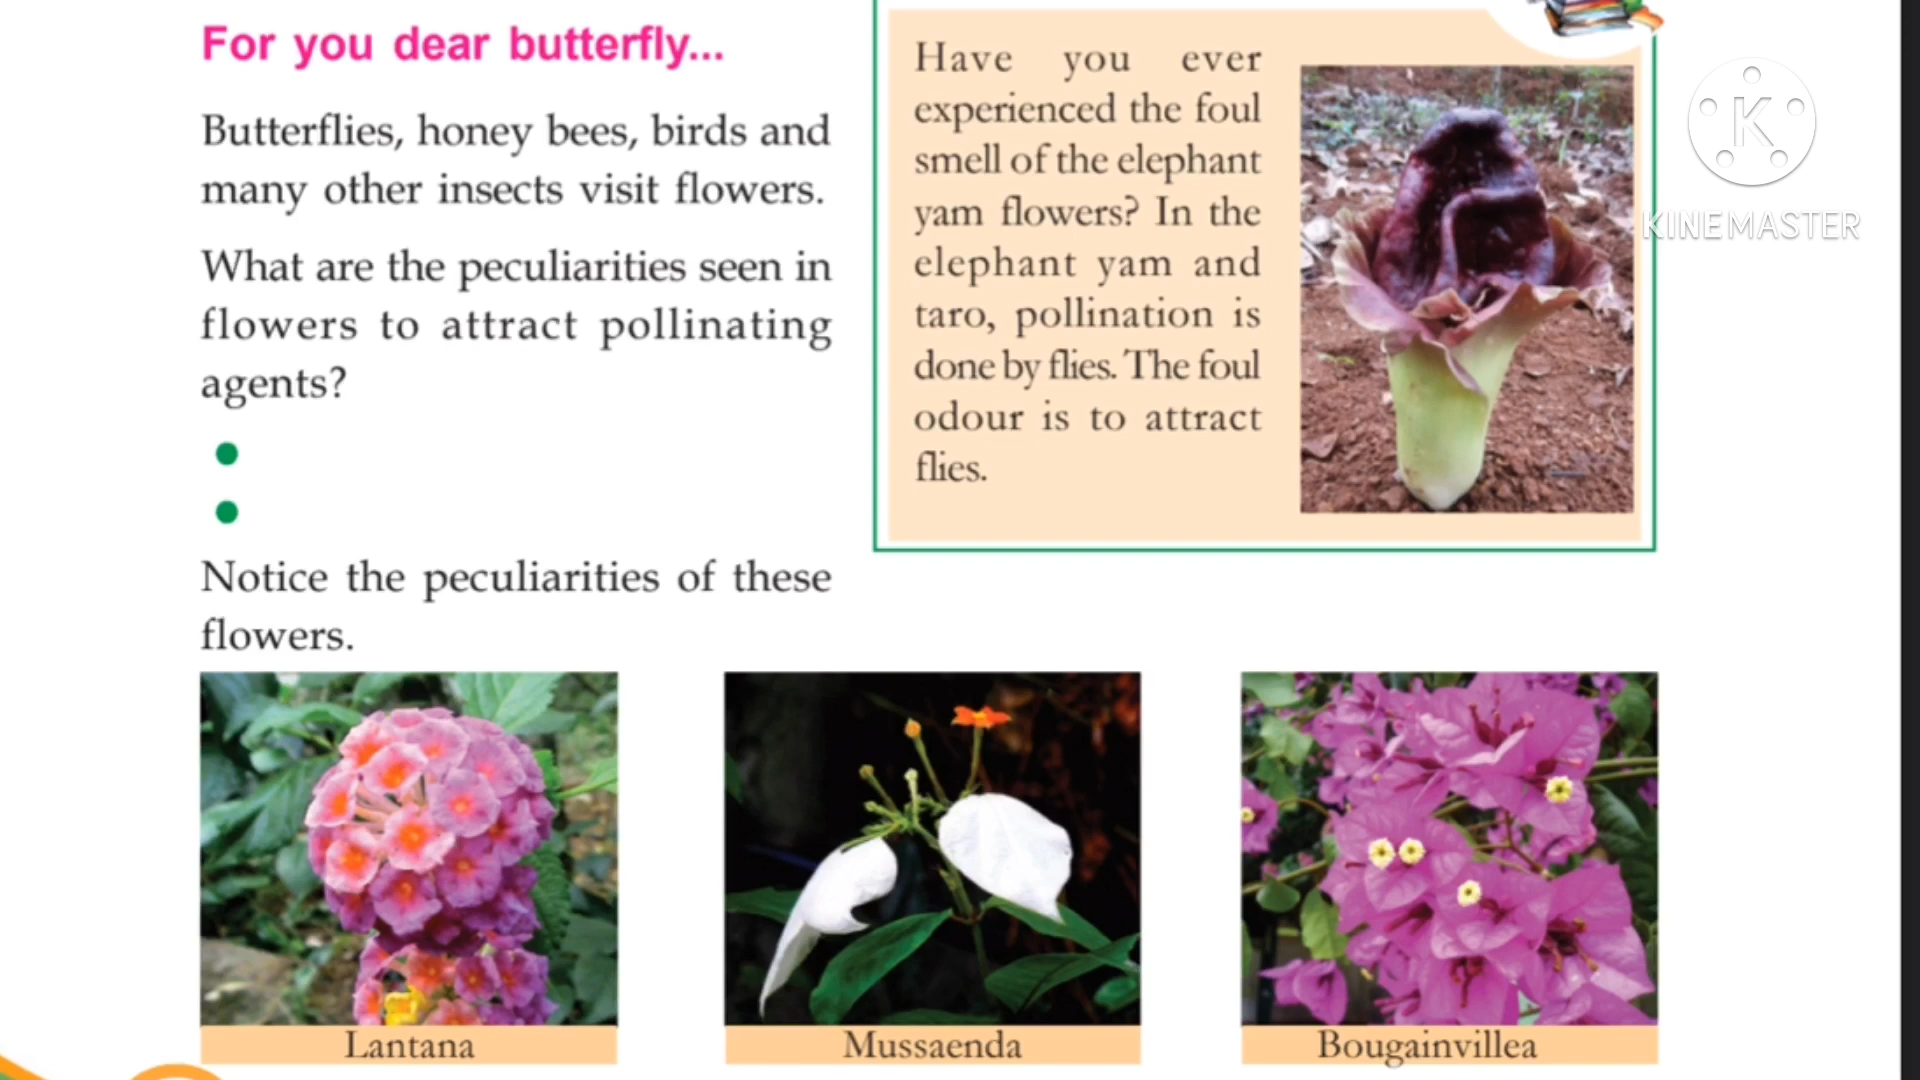 For you dear butterfly...
Butterflies, honey bees, birds and
many other insects visit flowers.
What are the peculiarities seen in
flowers to attract pollinating
agents?
Notice the peculiarities of these
flowers.
Have you ever
experienced the foul
smell of the elephant
yam flowers? In the
elephant yam and
taro, pollination is
done by flies. The foul
odour is to attract
flies.
K
KINEMASTER
Lantana
Mussaenda
Bougainvillea